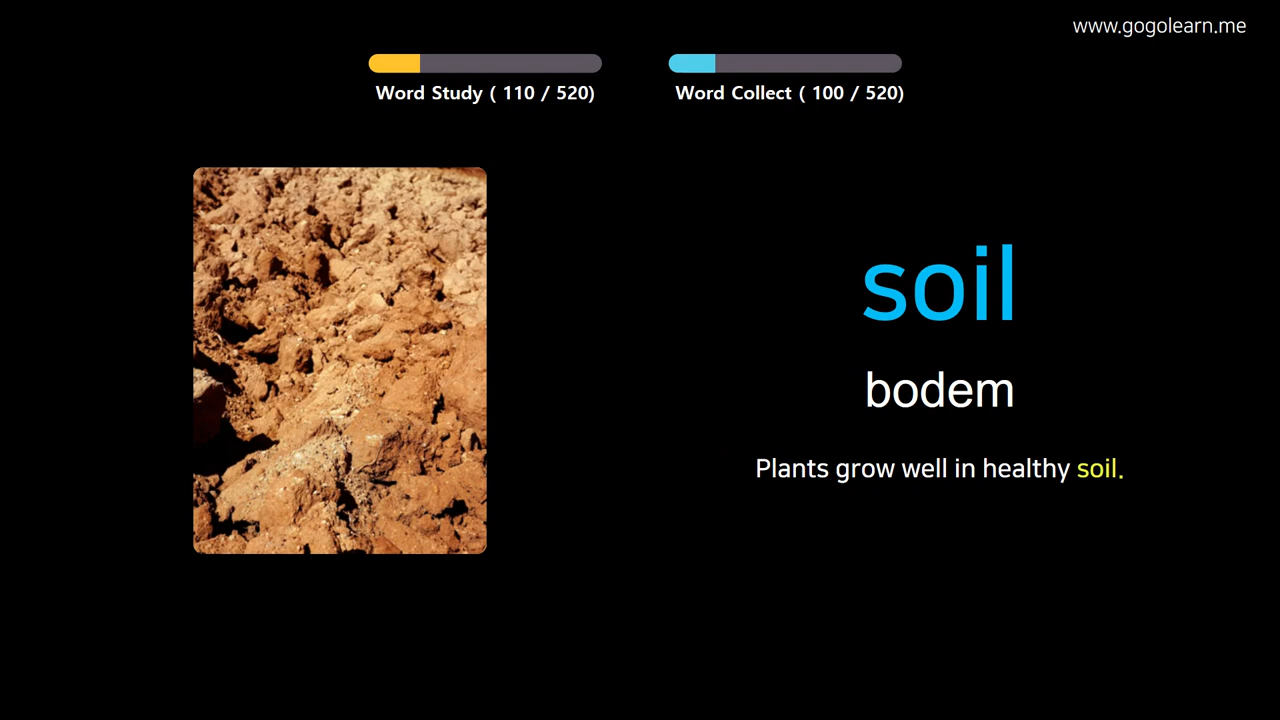 www.gogolearn.me
Word Study ( 110 / 520)
Word Collect ( 100 / 520)
soil
bodem
Plants grow well in healthy soil.